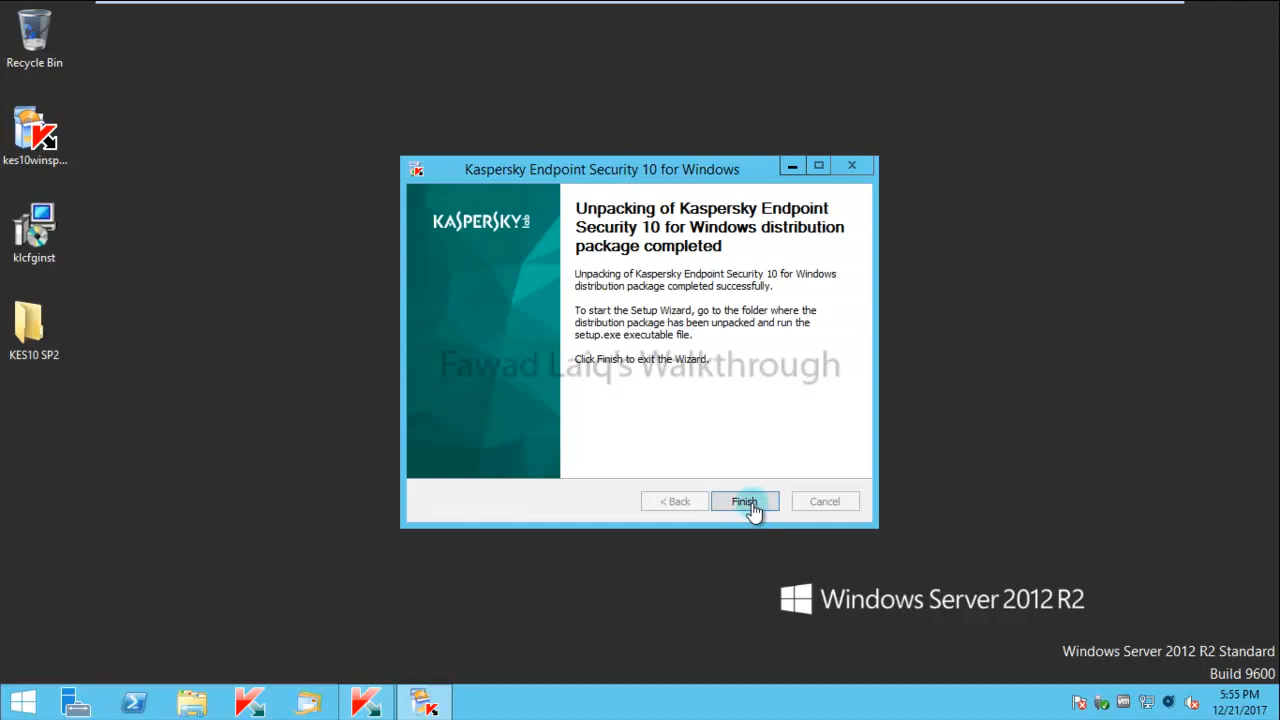 Recycle Bin
kes10winsp...
klcfginst
KES10 SP2
Kaspersky Endpoint Security 10 for Windows
KASPERSKY lab
Unpacking of Kaspersky Endpoint
Security 10 for Windows distribution
package completed
Unpacking of Kaspersky Endpoint Security 10 for Windows
distribution package completed successfully.
To start the Setup Wizard, go to the folder where the
distribution package has been unpacked and run the
setup.exe executable file.
Click Finish to exit the Wizard.
Fawad Laiq's Walkthrough
< Back
Finish
Cancel
Windows Server 2012 R2
Windows Server 2012 R2 Standard
Build 9600
5:55 PM
12/21/2017